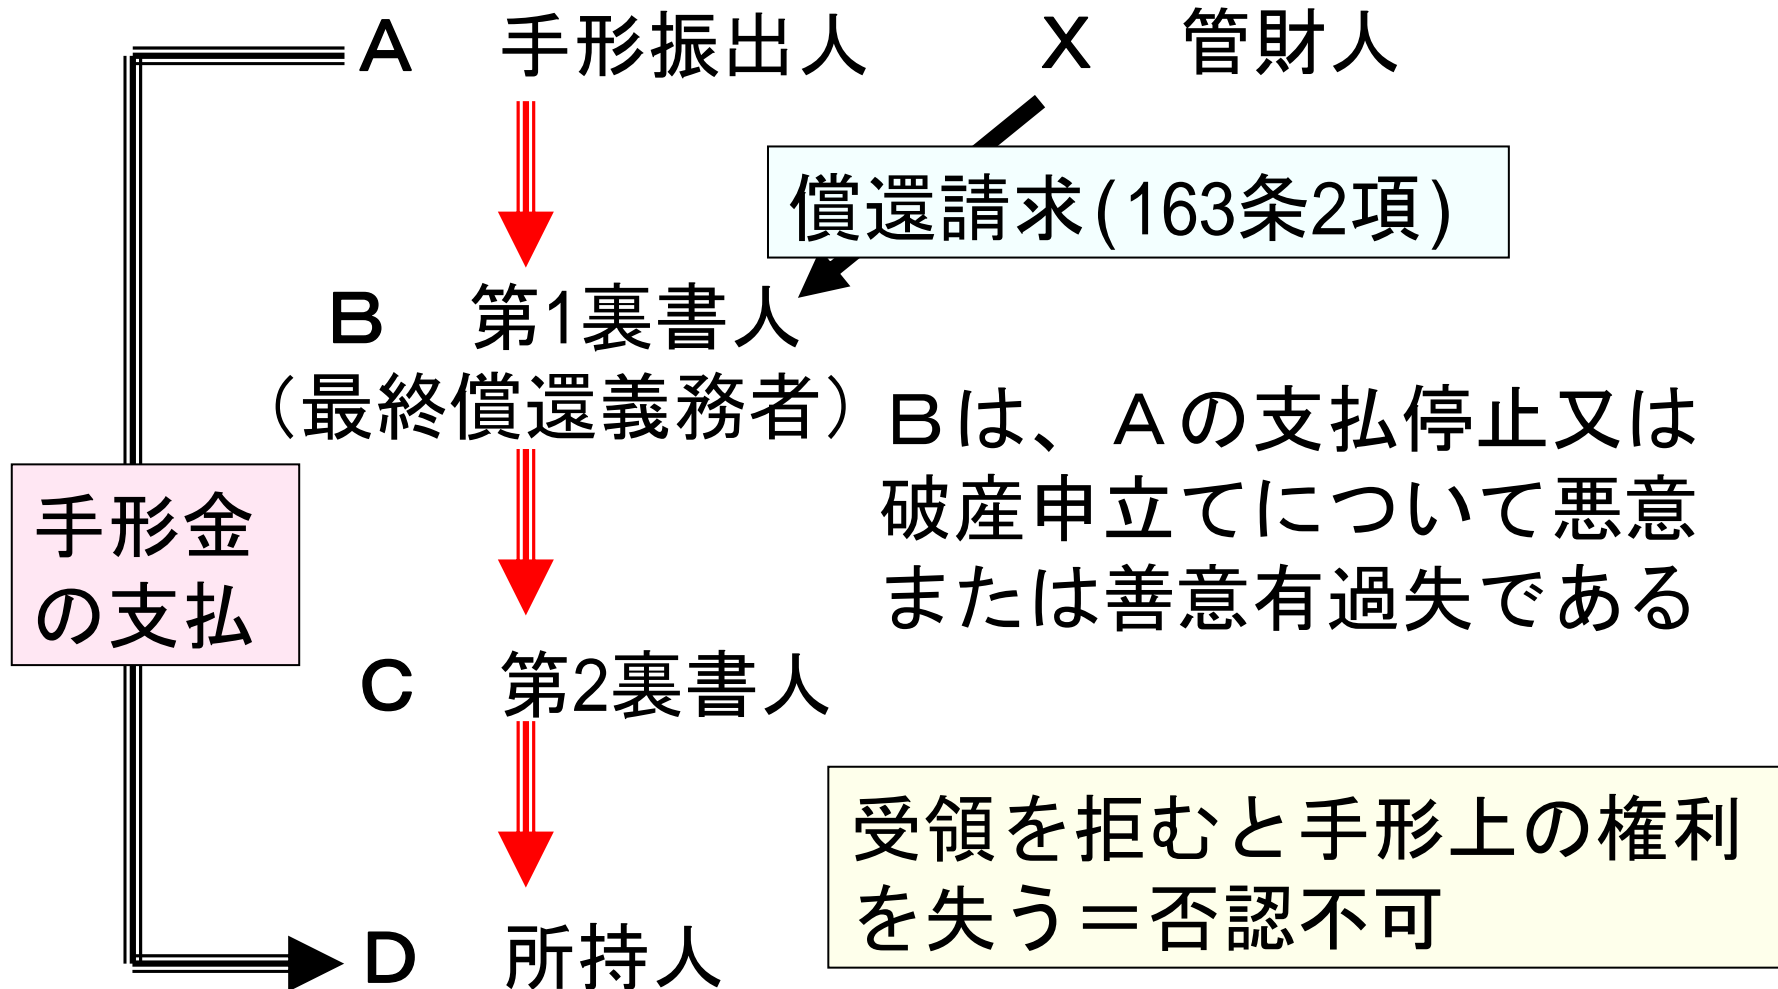 A 手形振出人 X 管財人
償還請求(163条2項)
B 第1裏書人
(最終償還義務者)
Bは、Aの支払停止又は
破産申立てについて悪意
または善意有過失である
手形金
の支払
C 第2裏書人
受領を拒むと手形上の権利
を失う=否認不可
D 所持人